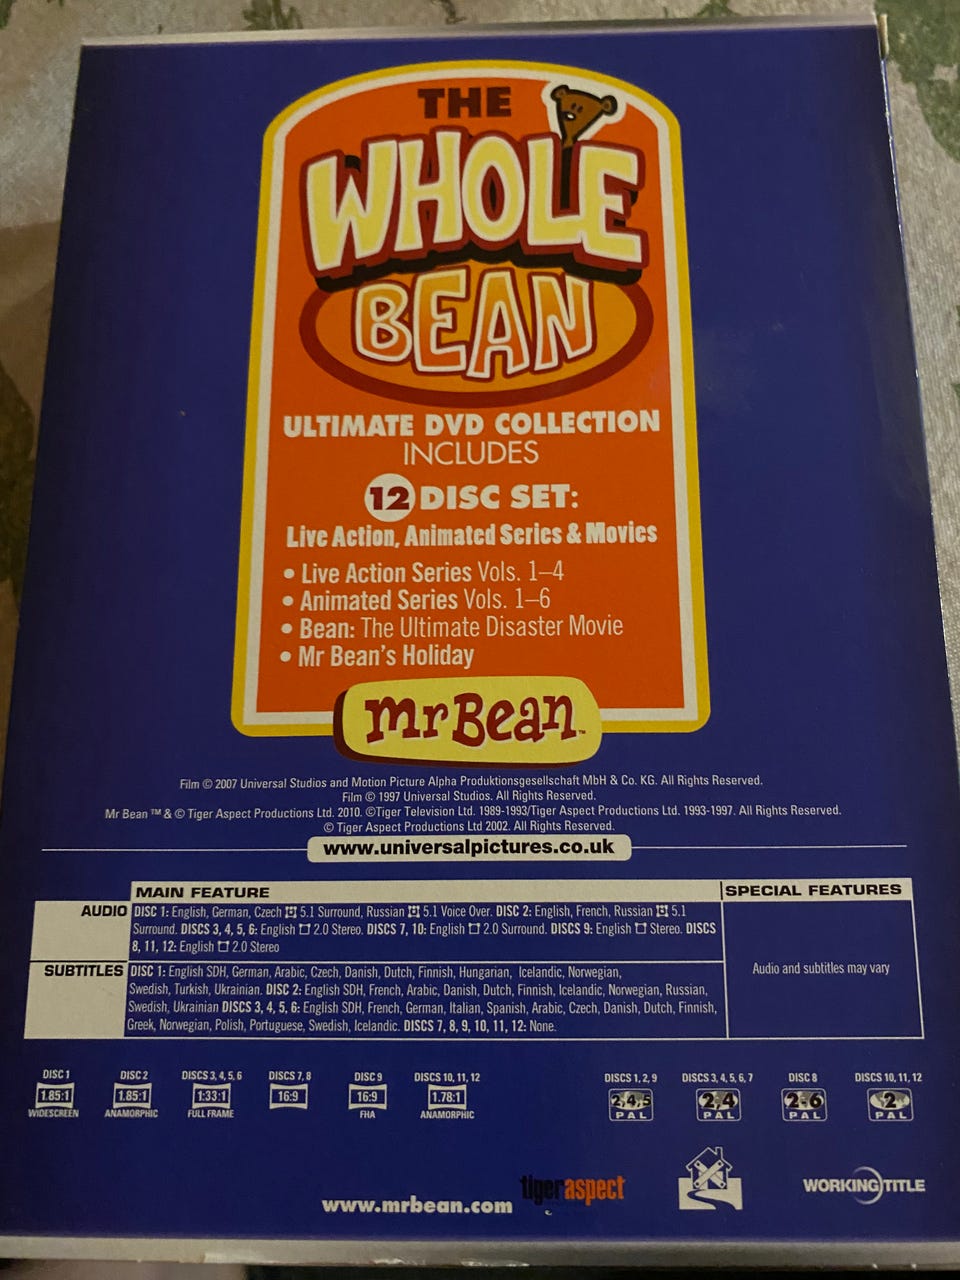 THE
WHOLE
BEAN
ULTIMATE DVD COLLECTION
INCLUDES
12 DISC SET:
Live Action, Animated Series & Movies
• Live Action Series Vols. 1–4
• Animated Series Vols. 1–6
• Bean: The Ultimate Disaster Movie
• Mr Bean's Holiday
mr Bean™
Film © 2007 Universal Studios and Motion Picture Alpha Produktionsgesellschaft MbH & Co. KG. All Rights Reserved.
Film © 1997 Universal Studios. All Rights Reserved.
Mr Bean ™ & © Tiger Aspect Productions Ltd. 2010. ©Tiger Television Ltd. 1989-1993/Tiger Aspect Productions Ltd. 1993-1997. All Rights Reserved.
© Tiger Aspect Productions Ltd 2002. All Rights Reserved.
www.universalpictures.co.uk
MAIN FEATURE
SPECIAL FEATURES
AUDIO
DISC 1: English, German, Czech 5.1 Surround, Russian 5.1 Voice Over. DISC 2: English, French, Russian 5.1
Surround. DISCS 3, 4, 5, 6: English 2.0 Stereo. DISCS 7, 10: English 2.0 Surround. DISCS 9: English Stereo. DISCS
8, 11, 12: English 2.0 Stereo
SUBTITLES
DISC 1: English SDH, German, Arabic, Czech, Danish, Dutch, Finnish, Hungarian, Icelandic, Norwegian,
Swedish, Turkish, Ukrainian. DISC 2: English SDH, French, Arabic, Danish, Dutch, Finnish, Icelandic, Norwegian, Russian,
Swedish, Ukrainian DISCS 3, 4, 5, 6: English SDH, French, German, Italian, Spanish, Arabic, Czech, Danish, Dutch, Finnish,
Greek, Norwegian, Polish, Portuguese, Swedish, Icelandic. DISCS 7, 8, 9, 10, 11, 12: None.
Audio and subtitles may vary
DISC 1
1.85:1
WIDESCREEN
DISC 2
1.85:1
ANAMORPHIC
DISCS 3, 4, 5, 6
1:33:1
FULL FRAME
DISCS 7, 8
16:9
DISC 9
16:9
FHA
DISCS 10, 11, 12
1.78:1
ANAMORPHIC
DISCS 1, 2, 9
2,4,5
PAL
DISCS 3, 4, 5, 6, 7
2,4
PAL
DISC 8
2-6
PAL
DISCS 10, 11, 12
2
PAL
www.mrbean.com
tigeraspect
WORKING TITLE